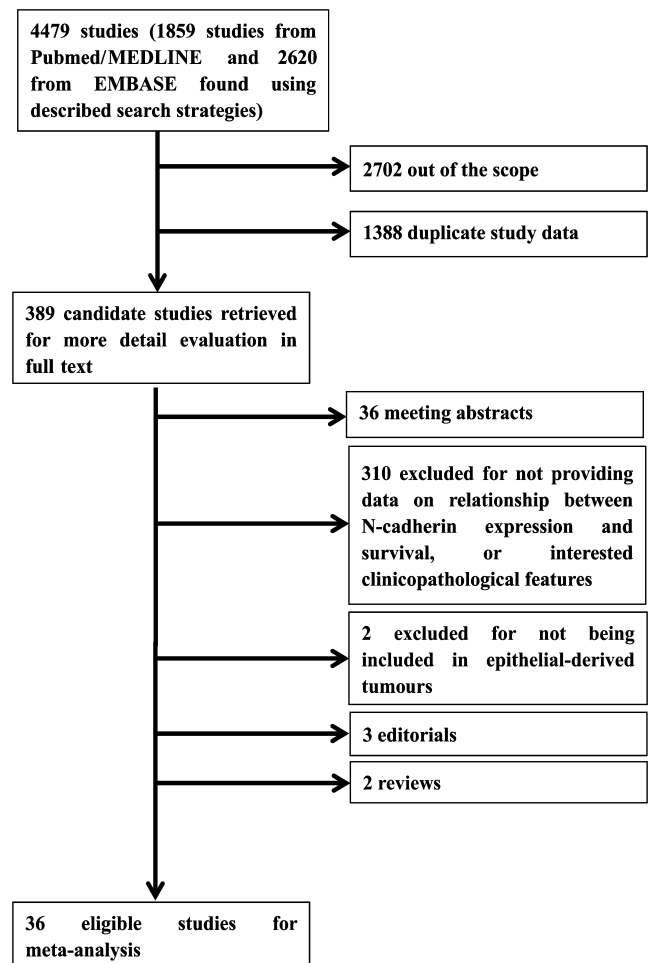 4479 studies (1859 studies from
Pubmed/MEDLINE and 2620
from EMBASE found using
described search strategies)
2702 out of the scope
1388 duplicate study data
389 candidate studies retrieved
for more detail evaluation in
full text
36 meeting abstracts
310 excluded for not providing
data on relationship between
N-cadherin expression and
survival, or interested
clinicopathological features
2 excluded for not being
included in epithelial-derived
tumours
3 editorials
2 reviews
36 eligible studies for
meta-analysis